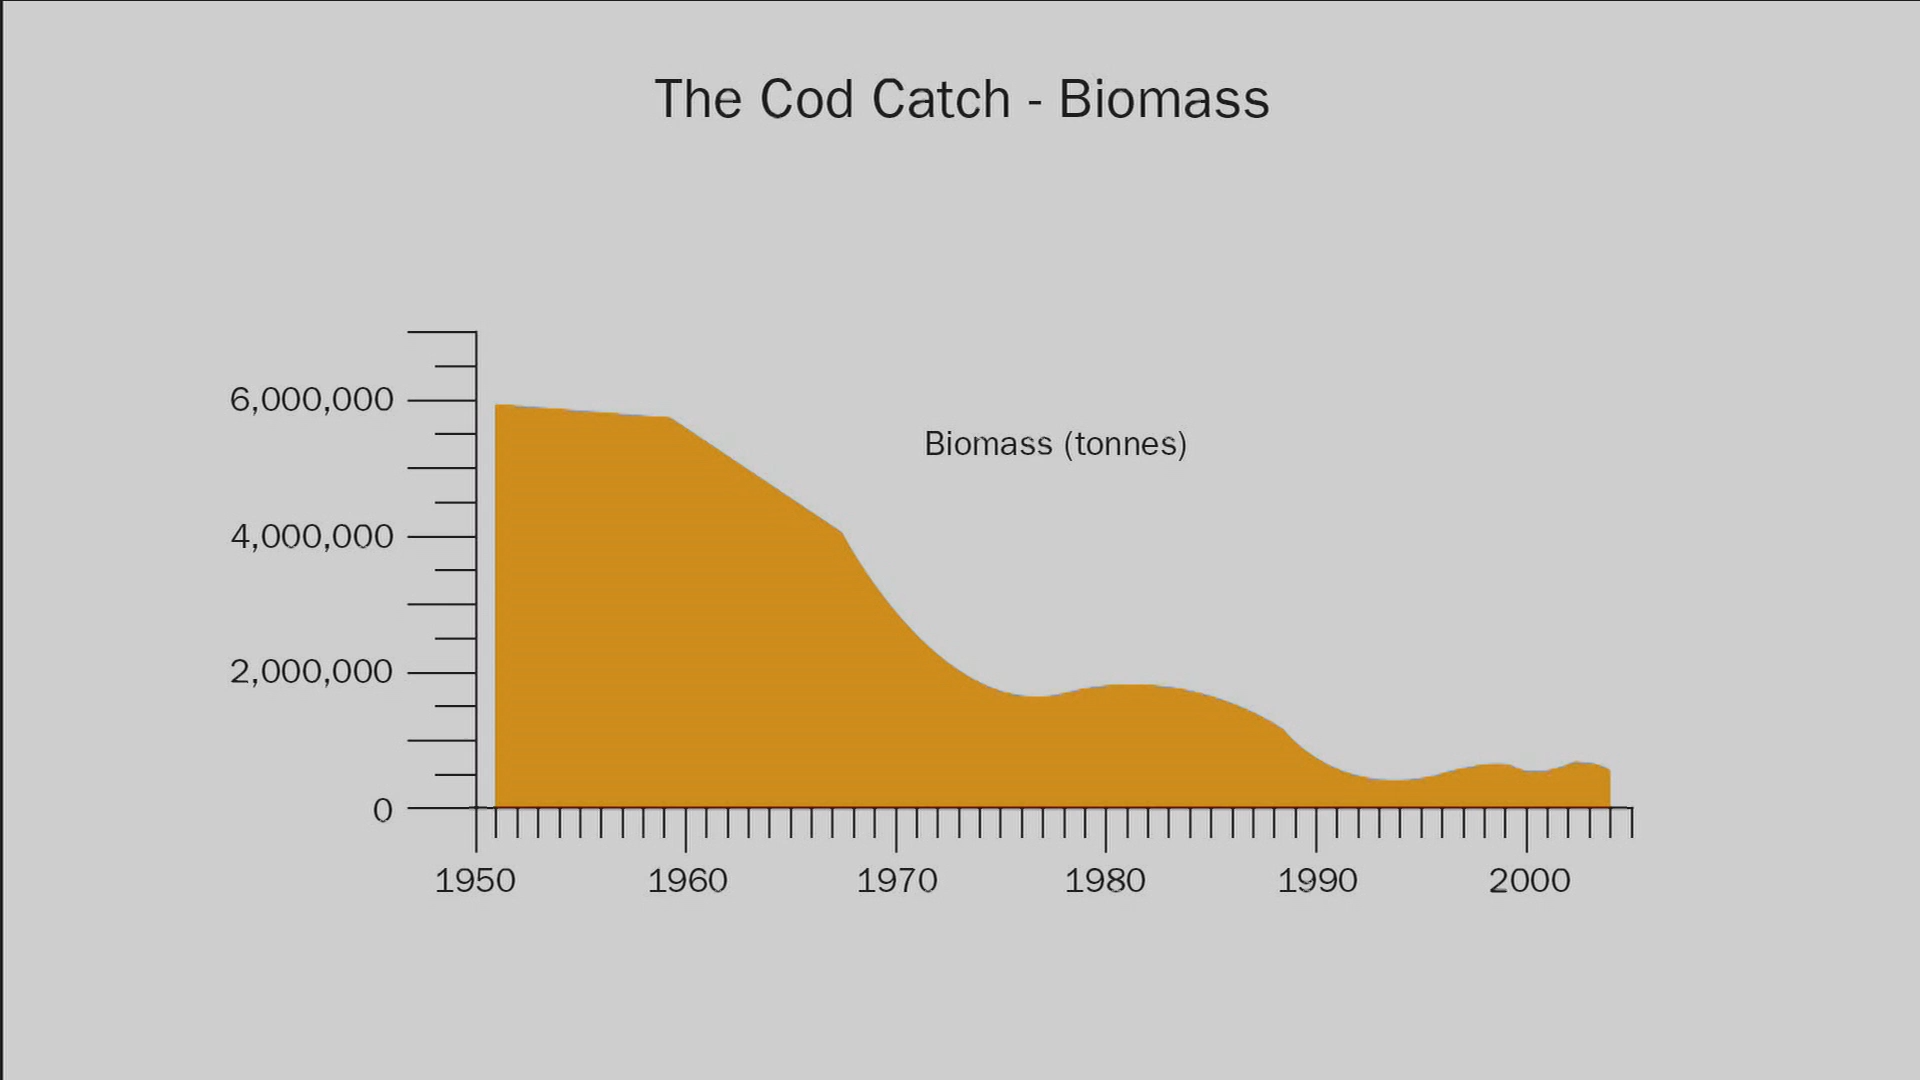 The Cod Catch - Biomass
6,000,000
Biomass (tonnes)
4,000,000
2,000,000
0
1950 1960 1970 1980 1990 2000